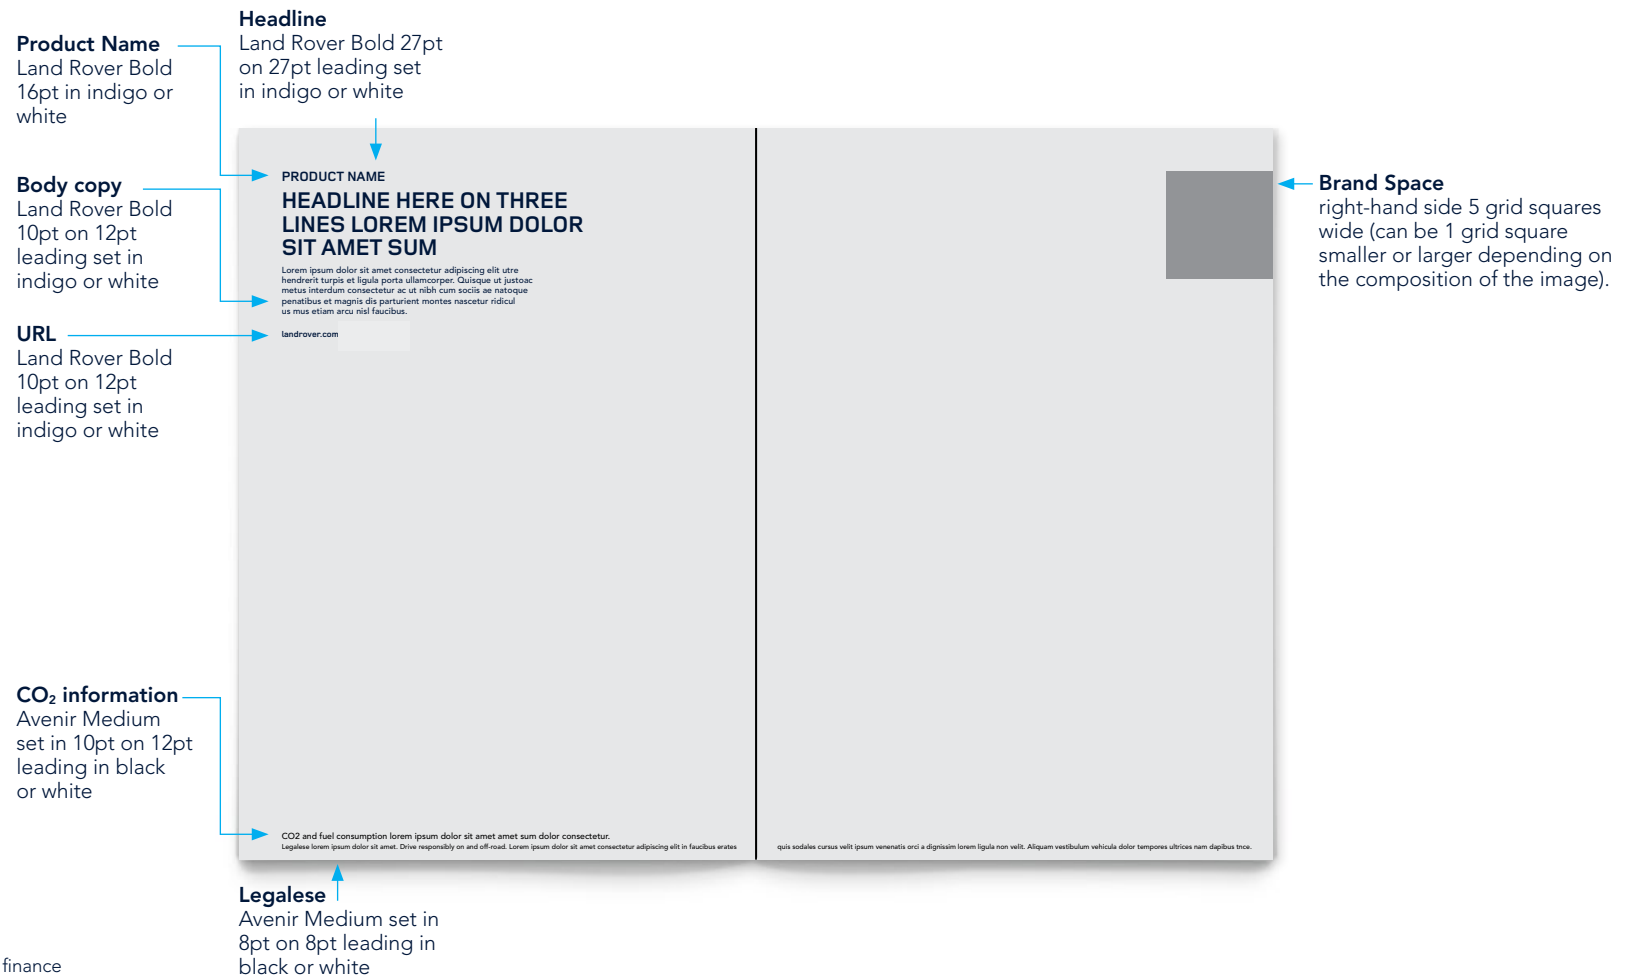 Headline
Land Rover Bold 27pt
on 27pt leading set
in indigo or white
Product Name
Land Rover Bold
16pt in indigo or
white
Body copy
Land Rover Bold
10pt on 12pt
leading set in
indigo or white
URL
Land Rover Bold
10pt on 12pt
leading set in
indigo or white
PRODUCT NAME
HEADLINE HERE ON THREE
LINES LOREM IPSUM DOLOR
SIT AMET SUM
Lorem ipsum dolor sit amet consectetur adipiscing elit utre
hendrerit turpis et ligula porta ullamcorper. Quisque ut justoac
metus interdum consectetur ac ut nibh cum sociis ae natoque
penatibus et magnis dis parturient montes nascetur ridicul
us mus etiam arcu nisl faucibus.
landrover.com
Brand Space
right-hand side 5 grid squares
wide (can be 1 grid square
smaller or larger depending on
the composition of the image).
CO₂ information
Avenir Medium
set in 10pt on 12pt
leading in black
or white
CO2 and fuel consumption lorem ipsum dolor sit amet amet sum dolor consectetur.
Legalese lorem ipsum dolor sit amet. Drive responsibly on and off-road. Lorem ipsum dolor sit amet consectetur adipiscing elit in faucibus erates
quis sodales cursus velit ipsum venenatis orci a dignissim lorem ligula non velit. Aliquam vestibulum vehicula dolor tempores ultrices nam dapibus tnce.
Legalese
Avenir Medium set in
8pt on 8pt leading in
black or white
finance